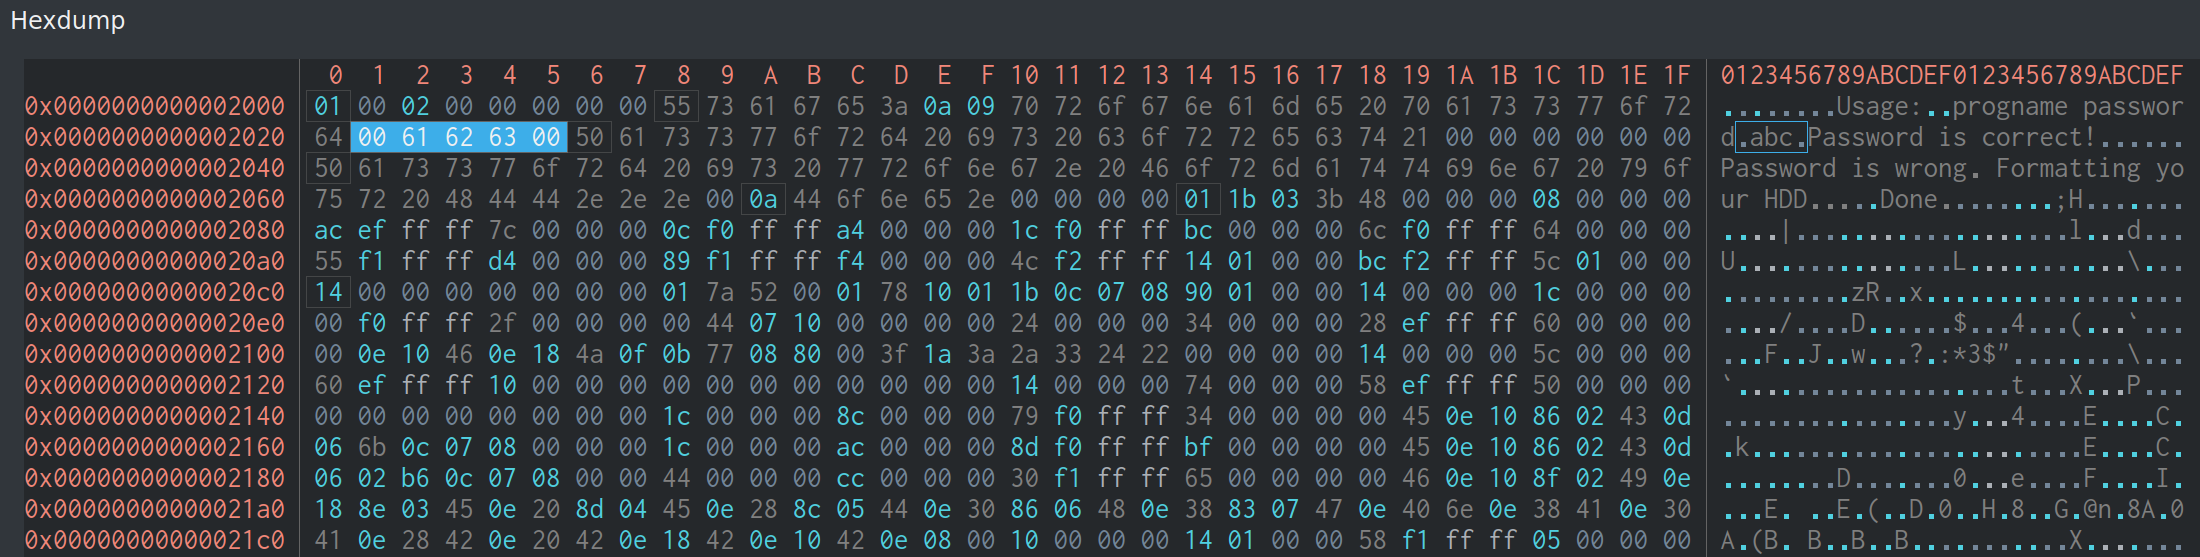 Hexdump
0 1 2 3 4 5 6 7 8 9 A B C D E F 10 11 12 13 14 15 16 17 18 19 1A 1B 1C 1D 1E 1F 0123456789ABCDEF0123456789ABCDEF
0x0000000000002000 01 00 02 00 00 00 00 00 55 73 61 67 65 3a 0a 09 70 72 6f 67 6e 61 6d 65 20 70 61 73 73 77 6f 72 ........Usage:..progname passwor
0x0000000000002020 64 00 61 62 63 00 50 61 73 73 77 6f 72 64 20 69 73 20 63 6f 72 72 65 63 74 21 00 00 00 00 00 00 d.abc.Password is correct!......
0x0000000000002040 50 61 73 73 77 6f 72 64 20 69 73 20 77 72 6f 6e 67 2e 20 46 6f 72 6d 61 74 74 69 6e 67 20 79 6f Password is wrong. Formatting yo
0x0000000000002060 75 72 20 48 44 44 2e 2e 2e 00 0a 44 6f 6e 65 2e 00 00 00 00 01 1b 03 3b 48 00 00 00 08 00 00 00 ur HDD.....Done........;H.......
0x0000000000002080 ac ef ff ff 7c 00 00 00 0c f0 ff ff a4 00 00 00 1c f0 ff ff bc 00 00 00 6c f0 ff ff 64 00 00 00 ....|...................l...d...
0x00000000000020a0 55 f1 ff ff d4 00 00 00 89 f1 ff ff f4 00 00 00 4c f2 ff ff 14 01 00 00 bc f2 ff ff 5c 01 00 00 U...............L...........\...
0x00000000000020c0 14 00 00 00 00 00 00 00 01 7a 52 00 01 78 10 01 1b 0c 07 08 90 01 00 00 14 00 00 00 1c 00 00 00 .........zR..x..................
0x00000000000020e0 00 f0 ff ff 2f 00 00 00 00 44 07 10 00 00 00 00 24 00 00 00 34 00 00 00 28 ef ff ff 60 00 00 00 ..../....D......$...4...(...`...
0x0000000000002100 00 0e 10 46 0e 18 4a 0f 0b 77 08 80 00 3f 1a 3a 2a 33 24 22 00 00 00 00 14 00 00 00 5c 00 00 00 ...F..J..w...?.:*3$"........\...
0x0000000000002120 60 ef ff ff 10 00 00 00 00 00 00 00 00 00 00 00 14 00 00 00 74 00 00 00 58 ef ff ff 50 00 00 00 `...................t...X...P...
0x0000000000002140 00 00 00 00 00 00 00 00 1c 00 00 00 8c 00 00 00 79 f0 ff ff 34 00 00 00 00 45 0e 10 86 02 43 0d ................y...4....E....C.
0x0000000000002160 06 6b 0c 07 08 00 00 00 1c 00 00 00 ac 00 00 00 8d f0 ff ff bf 00 00 00 00 45 0e 10 86 02 43 0d .k.......................E....C.
0x0000000000002180 06 02 b6 0c 07 08 00 00 44 00 00 00 cc 00 00 00 30 f1 ff ff 65 00 00 00 00 46 0e 10 8f 02 49 0e ........D.......0...e....F....I.
0x00000000000021a0 18 8e 03 45 0e 20 8d 04 45 0e 28 8c 05 44 0e 30 86 06 48 0e 38 83 07 47 0e 40 6e 0e 38 41 0e 30 ...E. ..E.(..D.0..H.8..G.@n.8A.0
0x00000000000021c0 41 0e 28 42 0e 20 42 0e 18 42 0e 10 42 0e 08 00 10 00 00 00 14 01 00 00 58 f1 ff ff 05 00 00 00 A.(B. B..B..B...........X.......